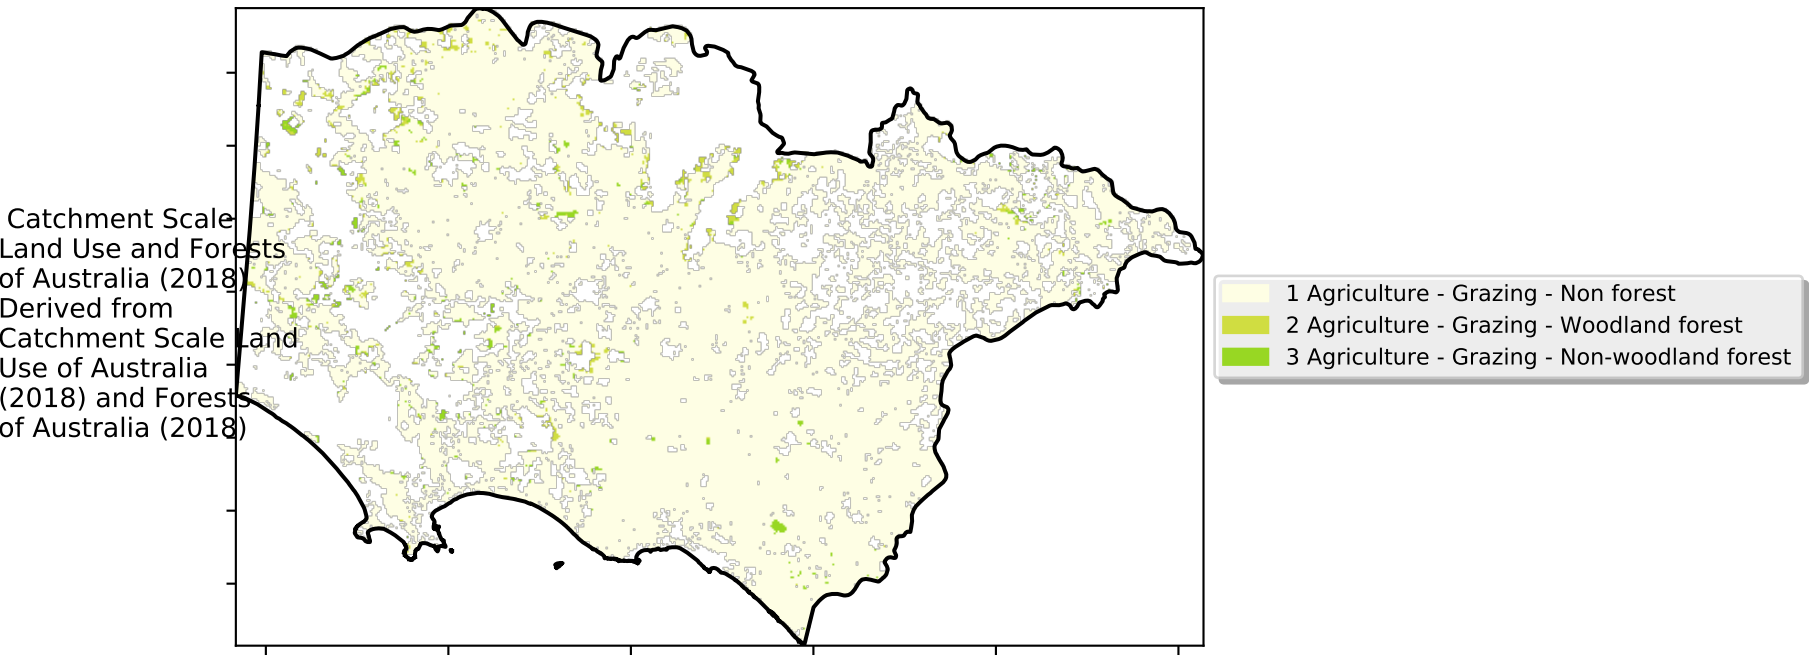 Catchment Scale
Land Use and Forests
of Australia (2018)
Derived from
Catchment Scale Land
Use of Australia
(2018) and Forests
of Australia (2018)
1 Agriculture - Grazing - Non forest
2 Agriculture - Grazing - Woodland forest
3 Agriculture - Grazing - Non-woodland forest